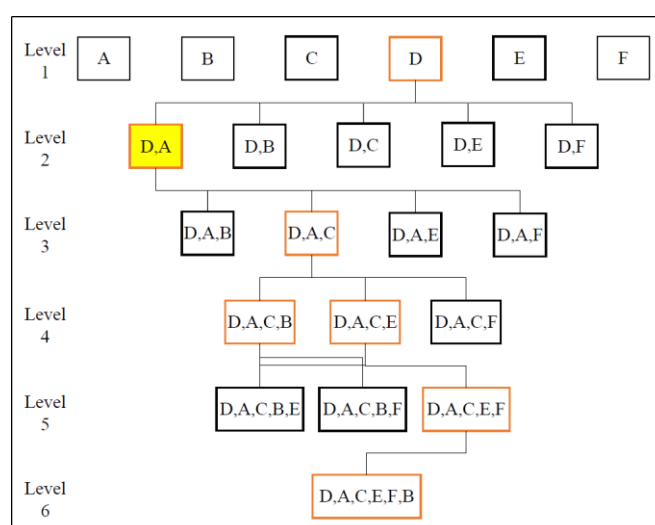 Level 1 A B C D E F
Level 2 D,A D,B D,C D,E D,F
Level 3 D,A,B D,A,C D,A,E D,A,F
Level 4 D,A,C,B D,A,C,E D,A,C,F
Level 5 D,A,C,B,E D,A,C,B,F D,A,C,E,F
Level 6 D,A,C,E,F,B